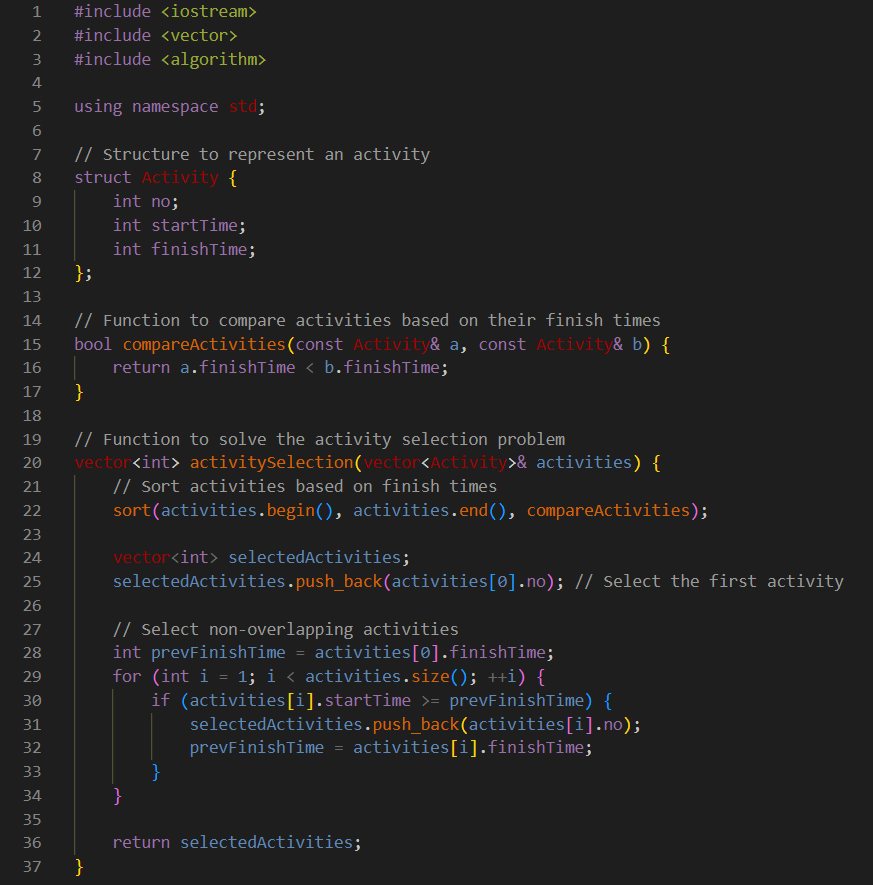 1 #include <iostream>
2 #include <vector>
3 #include <algorithm>
4
5 using namespace std;
6
7 // Structure to represent an activity
8 struct Activity {
9     int no;
10     int startTime;
11     int finishTime;
12 };
13
14 // Function to compare activities based on their finish times
15 bool compareActivities(const Activity& a, const Activity& b) {
16     return a.finishTime < b.finishTime;
17 }
18
19 // Function to solve the activity selection problem
20 vector<int> activitySelection(vector<Activity>& activities) {
21     // Sort activities based on finish times
22     sort(activities.begin(), activities.end(), compareActivities);
23
24     vector<int> selectedActivities;
25     selectedActivities.push_back(activities[0].no); // Select the first activity
26
27     // Select non-overlapping activities
28     int prevFinishTime = activities[0].finishTime;
29     for (int i = 1; i < activities.size(); ++i) {
30         if (activities[i].startTime >= prevFinishTime) {
31             selectedActivities.push_back(activities[i].no);
32             prevFinishTime = activities[i].finishTime;
33         }
34     }
35
36     return selectedActivities;
37 }